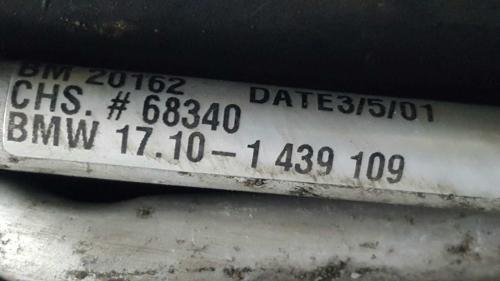 BM 20162 DATE3/5/01
CHS. # 68340
BMW 17.10-1 439 109